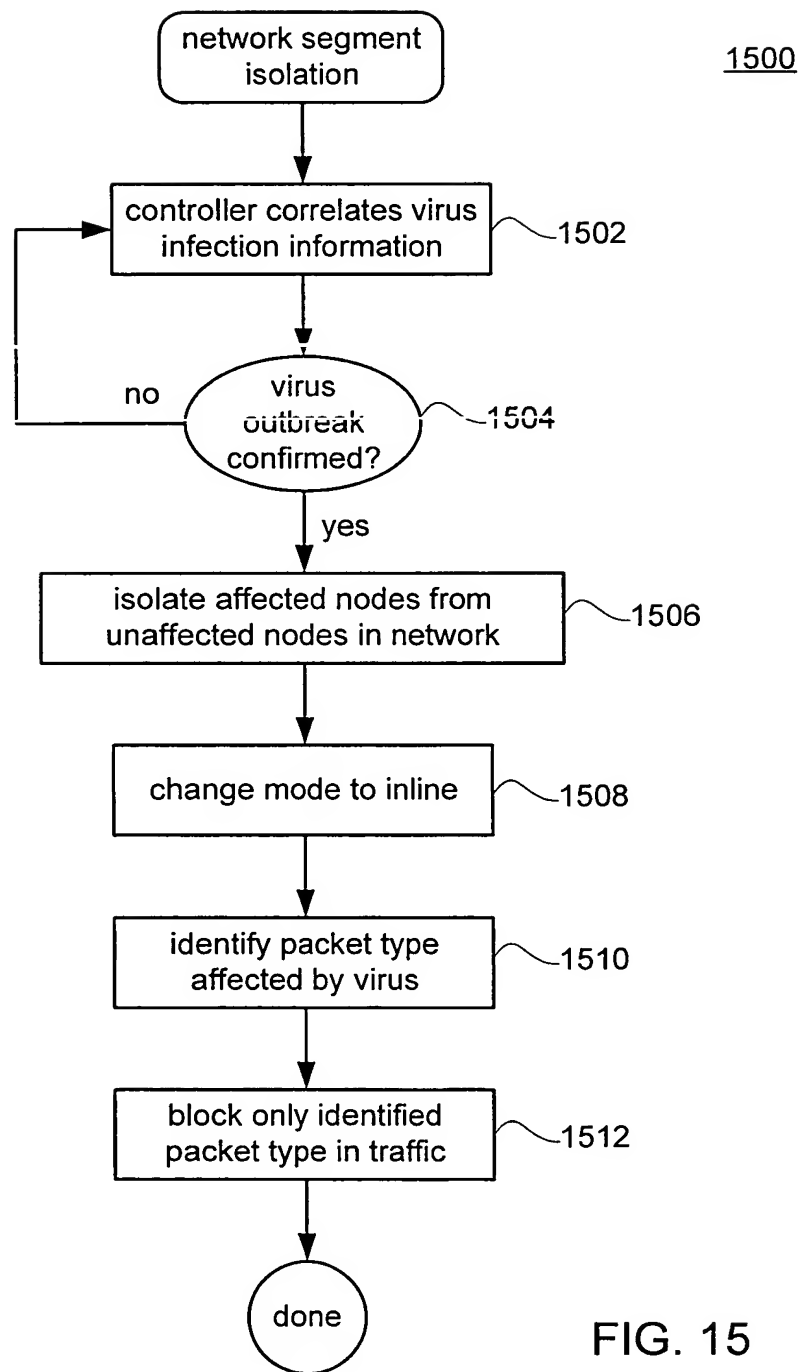 network segment
isolation
1500
controller correlates virus
infection information
1502
no
virus
outbreak
confirmed?
1504
yes
isolate affected nodes from
unaffected nodes in network
1506
change mode to inline
1508
identify packet type
affected by virus
1510
block only identified
packet type in traffic
1512
done
FIG. 15